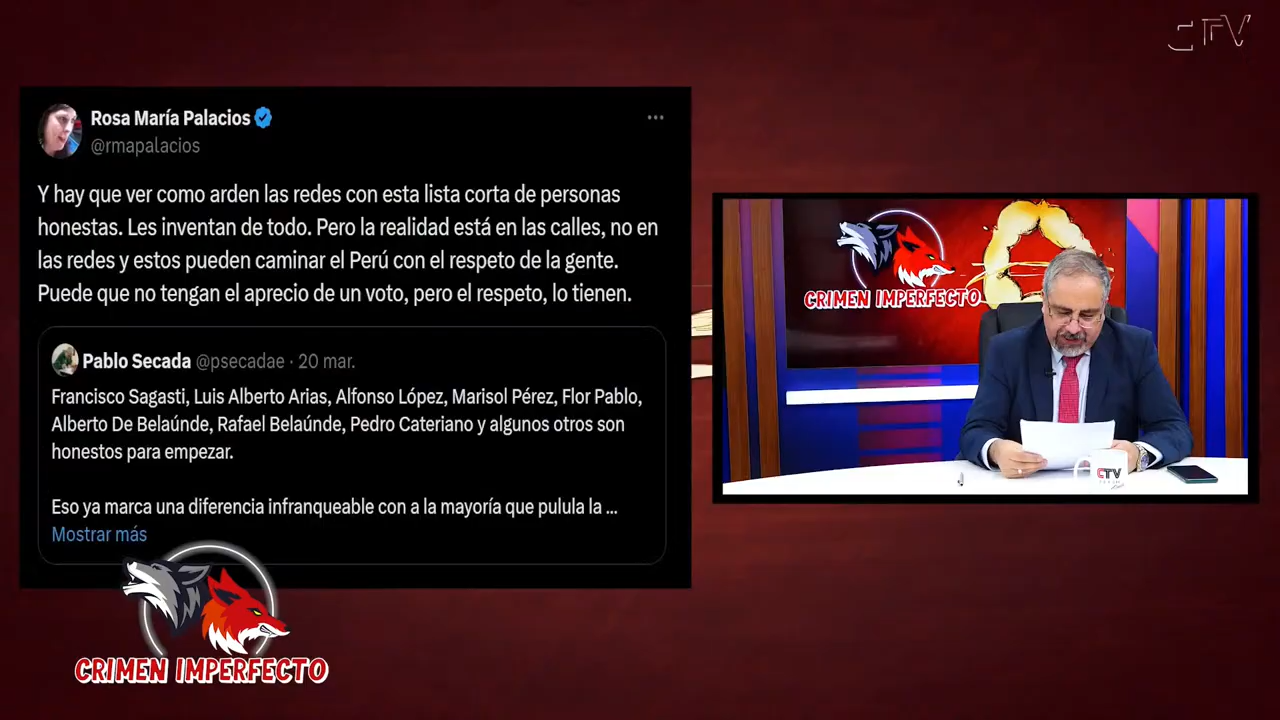 CTV
Rosa María Palacios
@rmapalacios
Y hay que ver como arden las redes con esta lista corta de personas
honestas. Les inventan de todo. Pero la realidad está en las calles, no en
las redes y estos pueden caminar el Perú con el respeto de la gente.
Puede que no tengan el aprecio de un voto, pero el respeto, lo tienen.
Pablo Secada @psecadae · 20 mar.
Francisco Sagasti, Luis Alberto Arias, Alfonso López, Marisol Pérez, Flor Pablo,
Alberto De Belaúnde, Rafael Belaúnde, Pedro Cateriano y algunos otros son
honestos para empezar.
Eso ya marca una diferencia infranqueable con a la mayoría que pulula la ...
Mostrar más
CRIMEN IMPERFECTO
CRIMEN IMPERFECTO
CTV